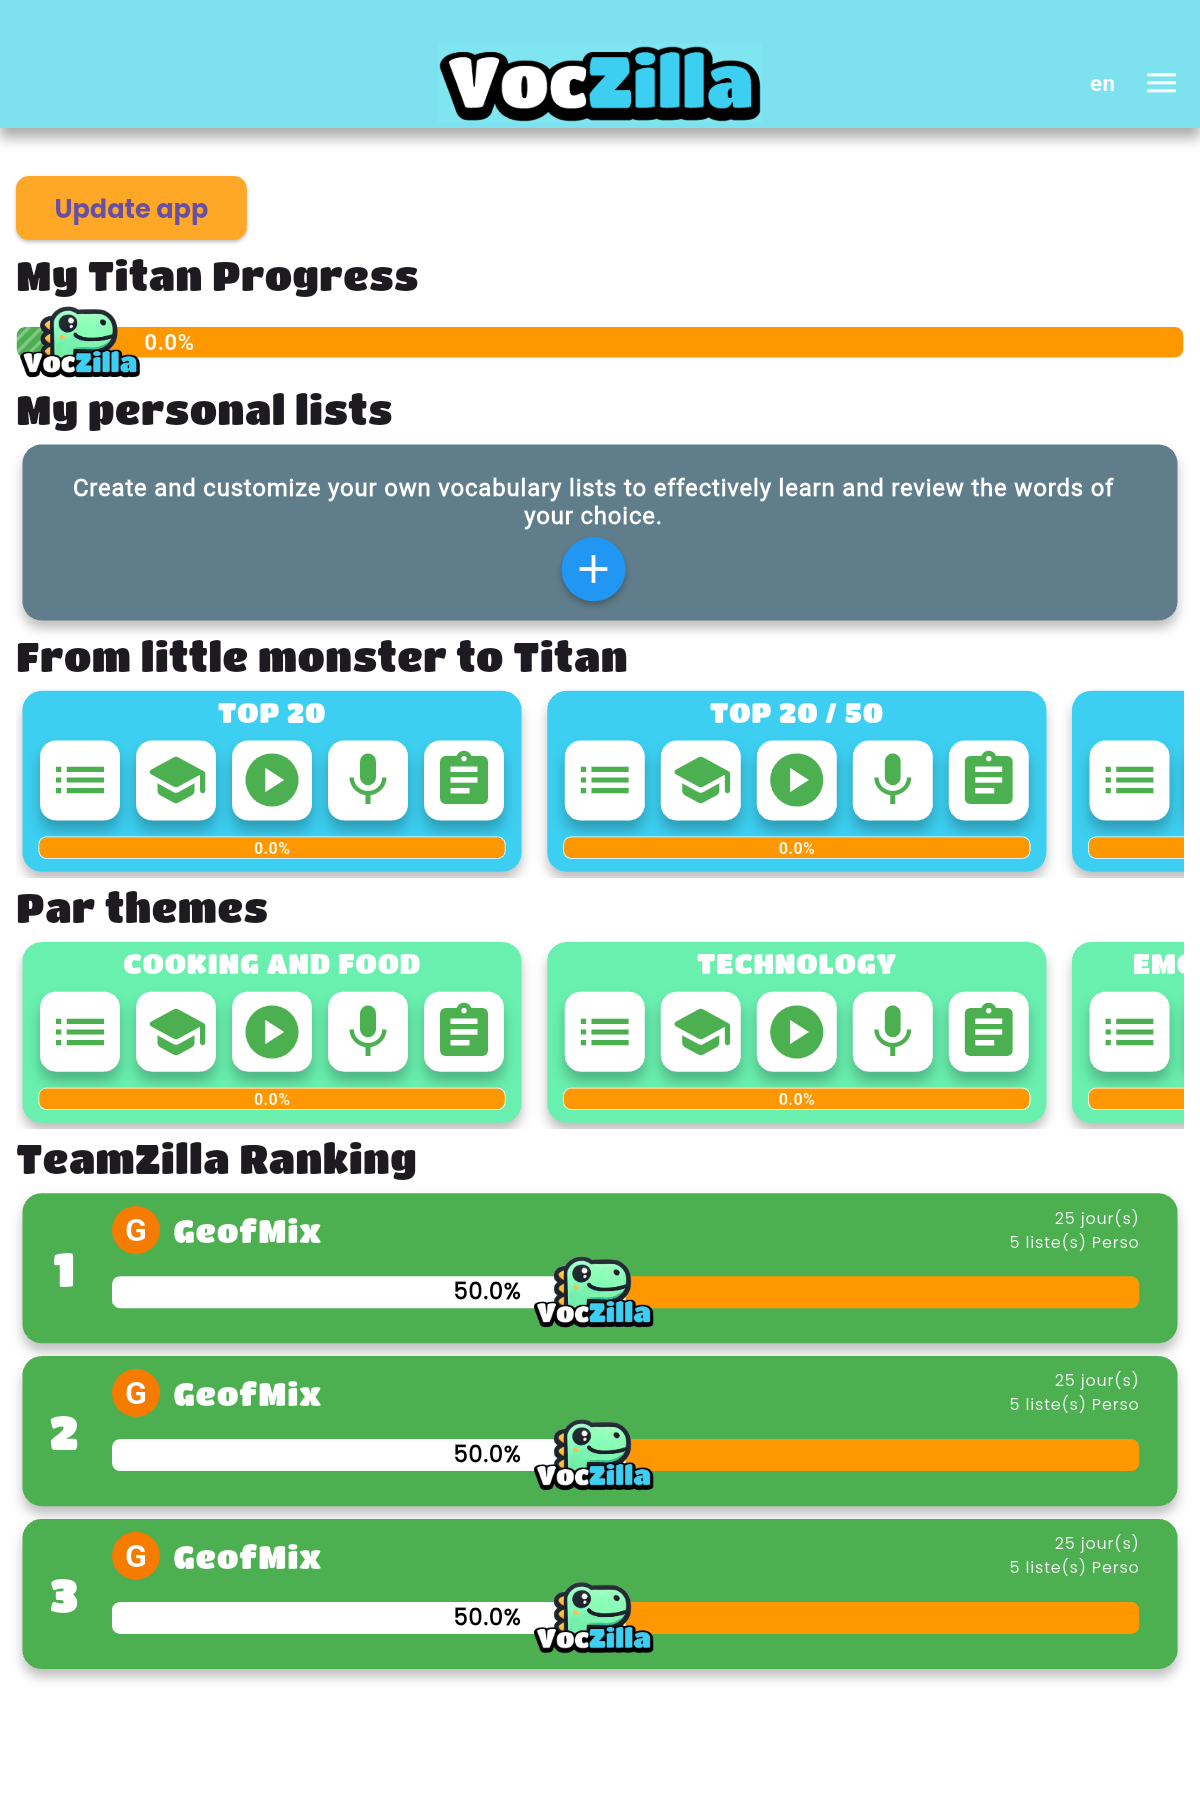 VocZilla
en
Update app
My Titan Progress
VocZilla
0.0%
My personal lists
Create and customize your own vocabulary lists to effectively learn and review the words of
your choice.
From little monster to Titan
TOP 20
TOP 20 / 50
0.0%
0.0%
Par themes
COOKING AND FOOD
TECHNOLOGY
0.0%
0.0%
TeamZilla Ranking
1
G
GeofMix
25 jour(s)
5 liste(s) Perso
50.0%
VocZilla
2
G
GeofMix
25 jour(s)
5 liste(s) Perso
50.0%
VocZilla
3
G
GeofMix
25 jour(s)
5 liste(s) Perso
50.0%
VocZilla